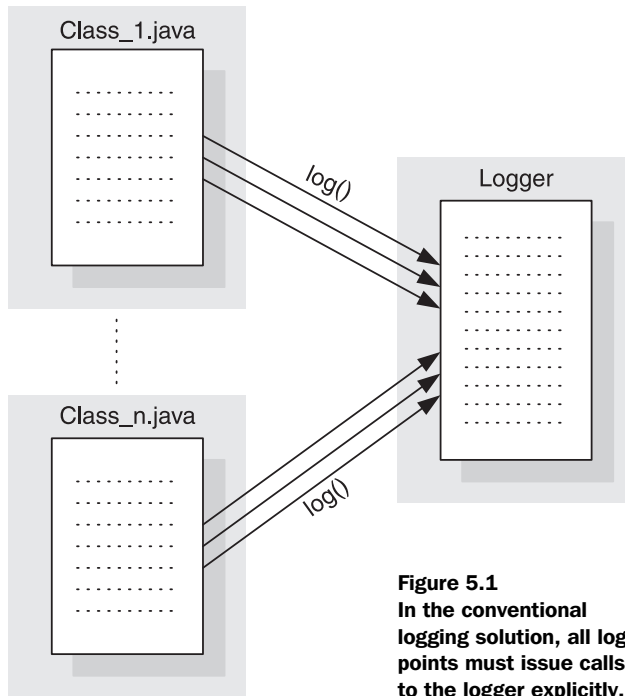 Class_1.java
log()
Logger
Class_n.java
log()
Figure 5.1
In the conventional
logging solution, all log
points must issue calls
to the logger explicitly.